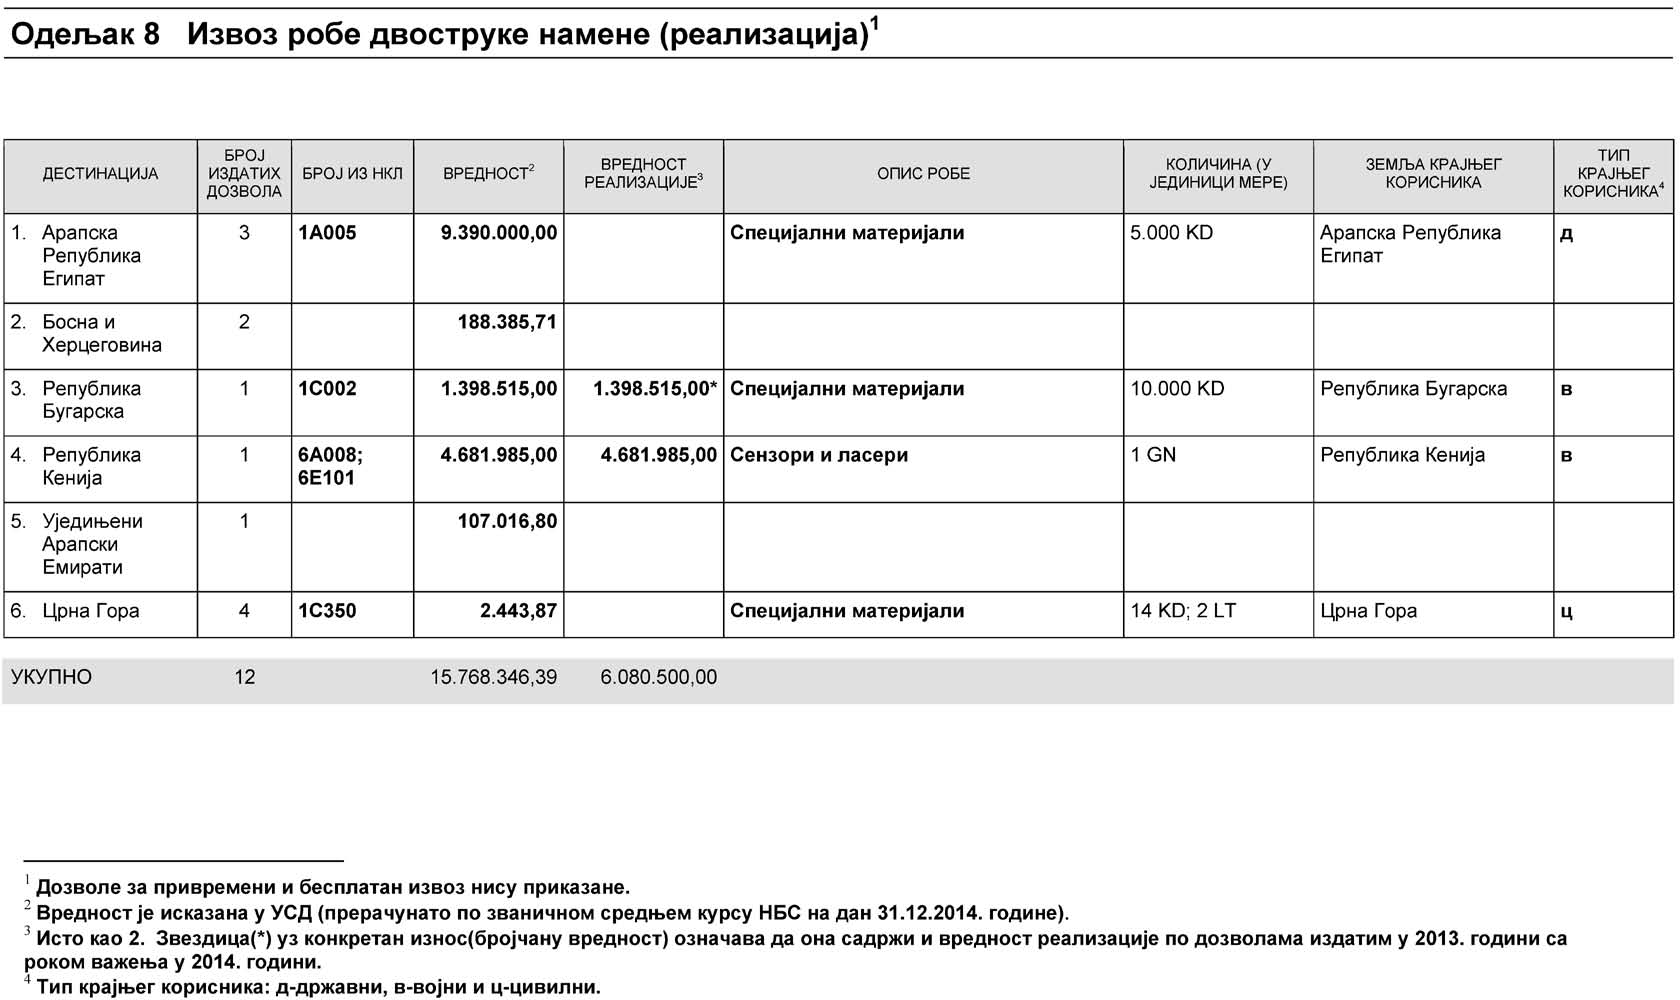 Одељак 8 Извоз робе двоструке намене (реализација)1
ДЕСТИНАЦИЈА
БРОЈ ИЗДАТИХ ДОЗВОЛА
БРОЈ ИЗ НКЛ
ВРЕДНОСТ2
ВРЕДНОСТ РЕАЛИЗАЦИЈЕ3
ОПИС РОБЕ
КОЛИЧИНА (У ЈЕДИНИЦИ МЕРЕ)
ЗЕМЉА КРАЈЊЕГ КОРИСНИКА
ТИП КРАЈЊЕГ КОРИСНИКА4
1. Арапска 3 1A005 9.390.000,00 Специјални материјали 5.000 KD Арапска Република д
Република Египат
Египат
2. Босна и 2 188.385,71
Херцеговина
3. Република 1 1C002 1.398.515,00 1.398.515,00* Специјални материјали 10.000 KD Република Бугарска в
Бугарска
4. Република 1 6A008; 4.681.985,00 4.681.985,00 Сензори и ласери 1 GN Република Кенија в
Кенија 6E101
5. Уједињени 1 107.016,80
Арапски
Емирати
6. Црна Гора 4 1C350 2.443,87 Специјални материјали 14 KD; 2 LT Црна Гора ц
УКУПНО 12 15.768.346,39 6.080.500,00
1 Дозволе за привремени и бесплатан извоз нису приказане.
2 Вредност је исказана у УСД (прерачунато по званичном средњем курсу НБС на дан 31.12.2014. године).
3 Исто као 2. Звездица(*) уз конкретан износ(бројчану вредност) означава да она садржи и вредност реализације по дозволама издатим у 2013. години са
роком важења у 2014. години.
4 Тип крајњег корисника: д-државни, в-војни и ц-цивилни.